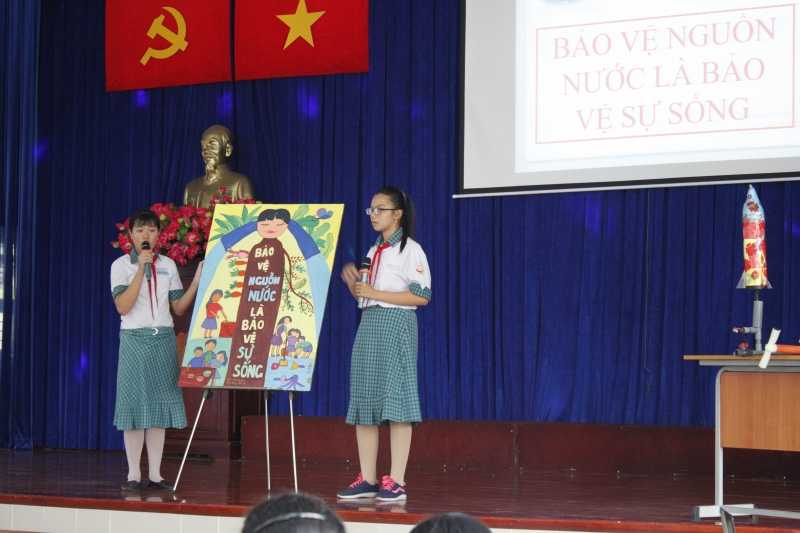 BẢO VỆ NGUỒN
NƯỚC LÀ BẢO
VỆ SỰ SỐNG
BẢO
VỆ
NGUỒN
NƯỚC
LÀ
BẢO
VỆ
SỰ
SỐNG